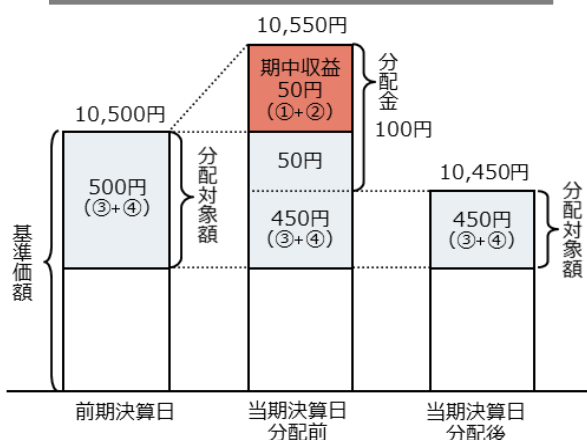 10,550円
期中収益
50円
(①+②)
分配金
100円
10,500円
500円
(③+④)
分配対象額
50円
450円
(③+④)
10,450円
450円
(③+④)
分配対象額
基準価額
前期決算日
当期決算日
分配前
当期決算日
分配後